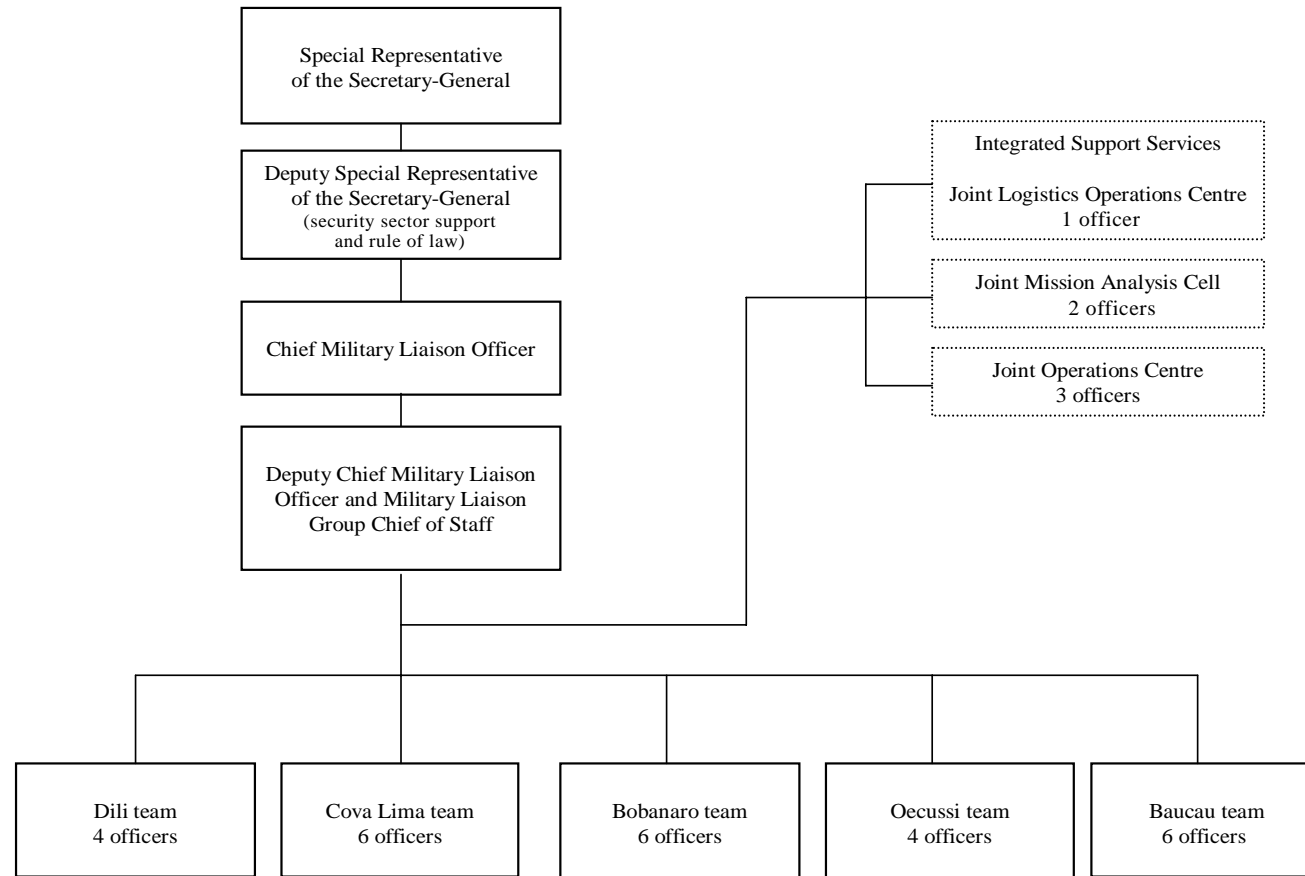 Special Representative
of the Secretary-General
Deputy Special Representative
of the Secretary-General
(security sector support
and rule of law)
Chief Military Liaison Officer
Deputy Chief Military Liaison
Officer and Military Liaison
Group Chief of Staff
Integrated Support Services
Joint Logistics Operations Centre
1 officer
Joint Mission Analysis Cell
2 officers
Joint Operations Centre
3 officers
Dili team
4 officers
Cova Lima team
6 officers
Bobanaro team
6 officers
Oecussi team
4 officers
Baucau team
6 officers